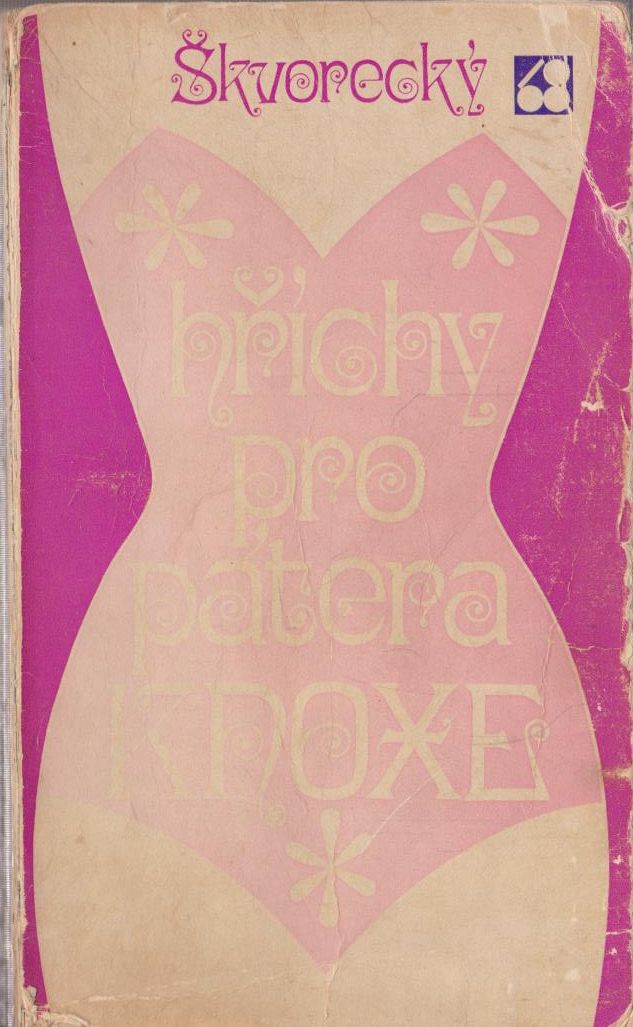 Škvorecký
68
hříchy
pro
pátera
KNOXE